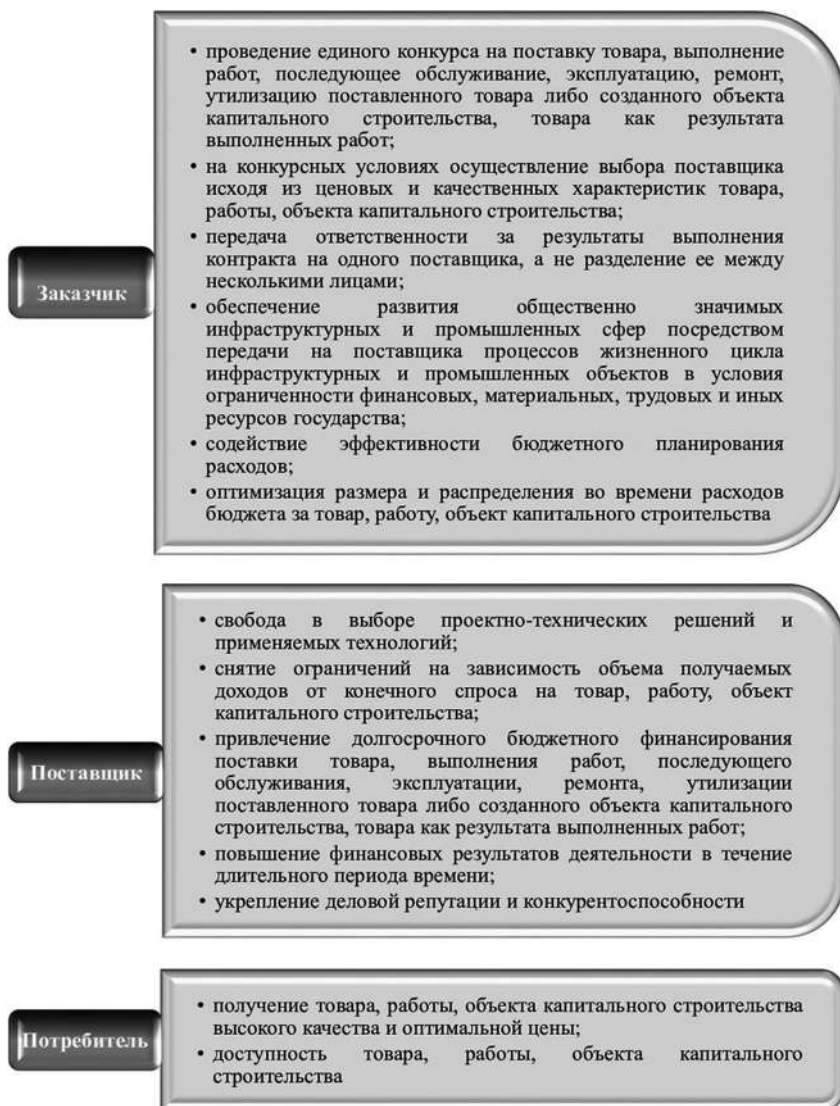 • проведение единого конкурса на поставку товара, выполнение
работ, последующее обслуживание, эксплуатацию, ремонт,
утилизацию поставленного товара либо созданного объекта
капитального строительства, товара как результата
выполненных работ;
• на конкурсных условиях осуществление выбора поставщика
исходя из ценовых и качественных характеристик товара,
работы, объекта капитального строительства;
• передача ответственности за результаты выполнения
контракта на одного поставщика, а не разделение ее между
несколькими лицами;
Заказчик
• обеспечение развития общественно значимых
инфраструктурных и промышленных сфер посредством
передачи на поставщика процессов жизненного цикла
инфраструктурных и промышленных объектов в условия
ограниченности финансовых, материальных, трудовых и иных
ресурсов государства;
• содействие эффективности бюджетного планирования
расходов;
• оптимизация размера и распределения во времени расходов
бюджета за товар, работу, объект капитального строительства
• свобода в выборе проектно-технических решений и
применяемых технологий;
• снятие ограничений на зависимость объема получаемых
доходов от конечного спроса на товар, работу, объект
капитального строительства;
• привлечение долгосрочного бюджетного финансирования
поставки товара, выполнения работ, последующего
Поставщик
обслуживания, эксплуатации, ремонта, утилизации
поставленного товара либо созданного объекта капитального
строительства, товара как результата выполненных работ;
• повышение финансовых результатов деятельности в течение
длительного периода времени;
• укрепление деловой репутации и конкурентоспособности
• получение товара, работы, объекта капитального строительства
высокого качества и оптимальной цены;
Потребитель
• доступность товара, работы, объекта капитального
строительства